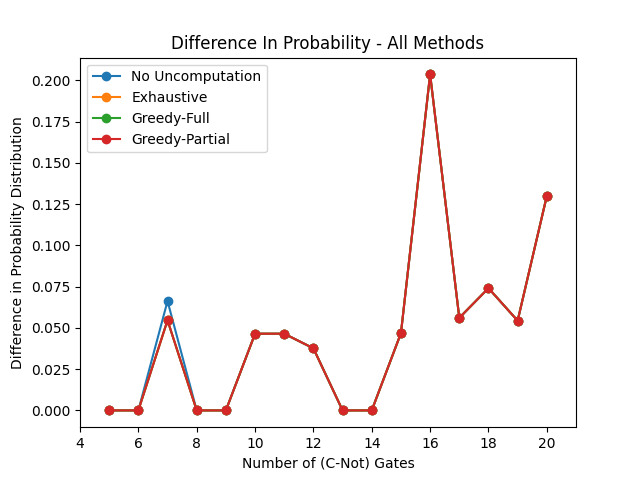 Difference In Probability - All Methods
No Uncomputation
Exhaustive
Greedy-Full
Greedy-Partial
Difference in Probability Distribution
0.200
0.175
0.150
0.125
0.100
0.075
0.050
0.025
0.000
4 6 8 10 12 14 16 18 20
Number of (C-Not) Gates